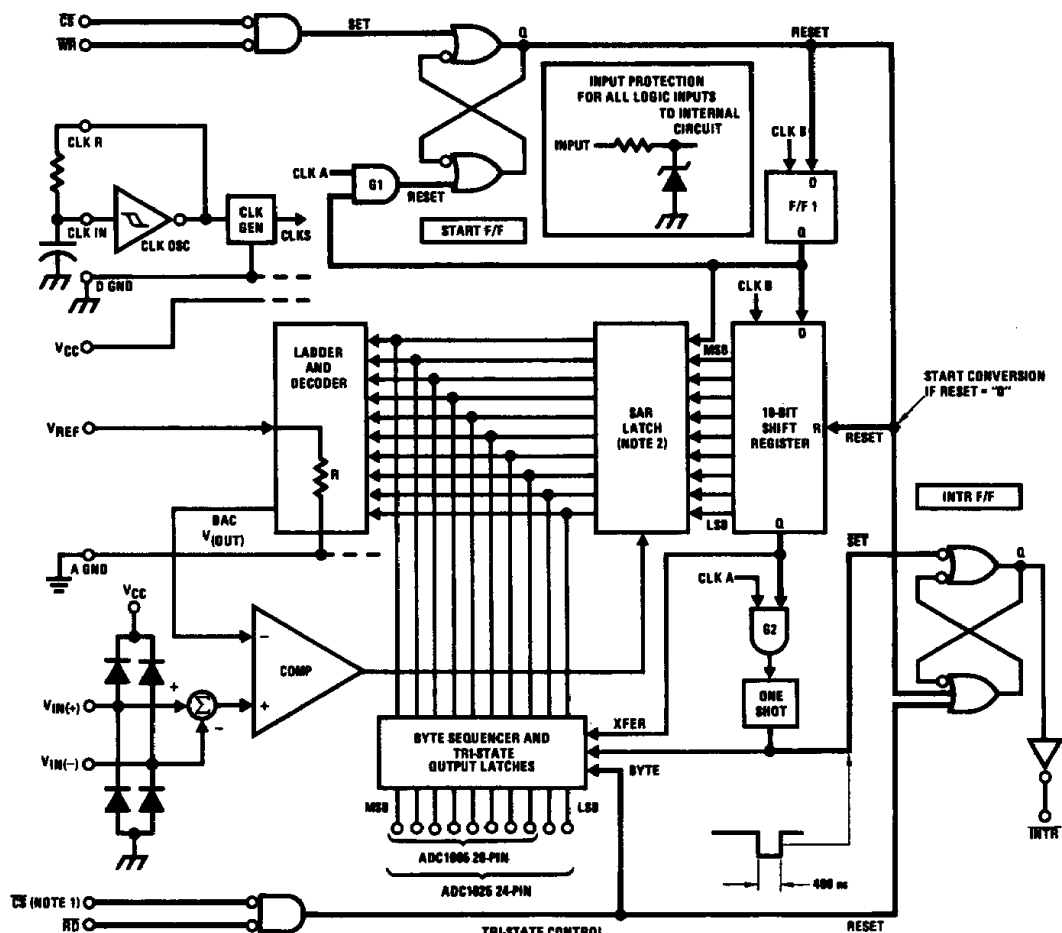 CS
WR
SET
Q
RESET
INPUT PROTECTION
FOR ALL LOGIC INPUTS
TO INTERNAL
CIRCUIT
INPUT
CLK R
CLK IN
CLK OSC
CLK
GEN
CLKS
D GND
VCC
CLK A
G1
RESET
START F/F
CLK B
D
F/F 1
Q
CLK B
D
LADDER
AND
DECODER
R
VREF
MSB
SAR
LATCH
(NOTE 2)
10-BIT
SHIFT
REGISTER
R
RESET
START CONVERSION
IF RESET = "0"
LSB
Q
INTR F/F
DAC
V(OUT)
A GND
VCC
SET
Q
CLK A
G2
COMP
VIN(+)
+
Σ
-
-
+
VIN(-)
ONE
SHOT
XFER
BYTE SEQUENCER AND
TRI-STATE
OUTPUT LATCHES
BYTE
MSB
LSB
ADC1005 20-PIN
ADC1025 24-PIN
400 ns
INTR
CS (NOTE 1)
RD
TRI-STATE CONTROL
RESET